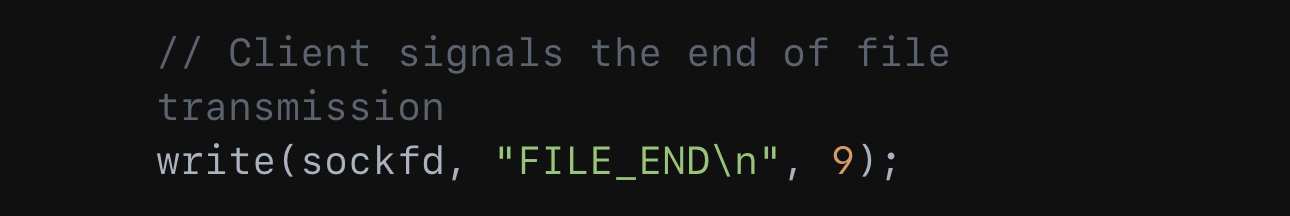 // Client signals the end of file
transmission
write(sockfd, "FILE_END\n", 9);